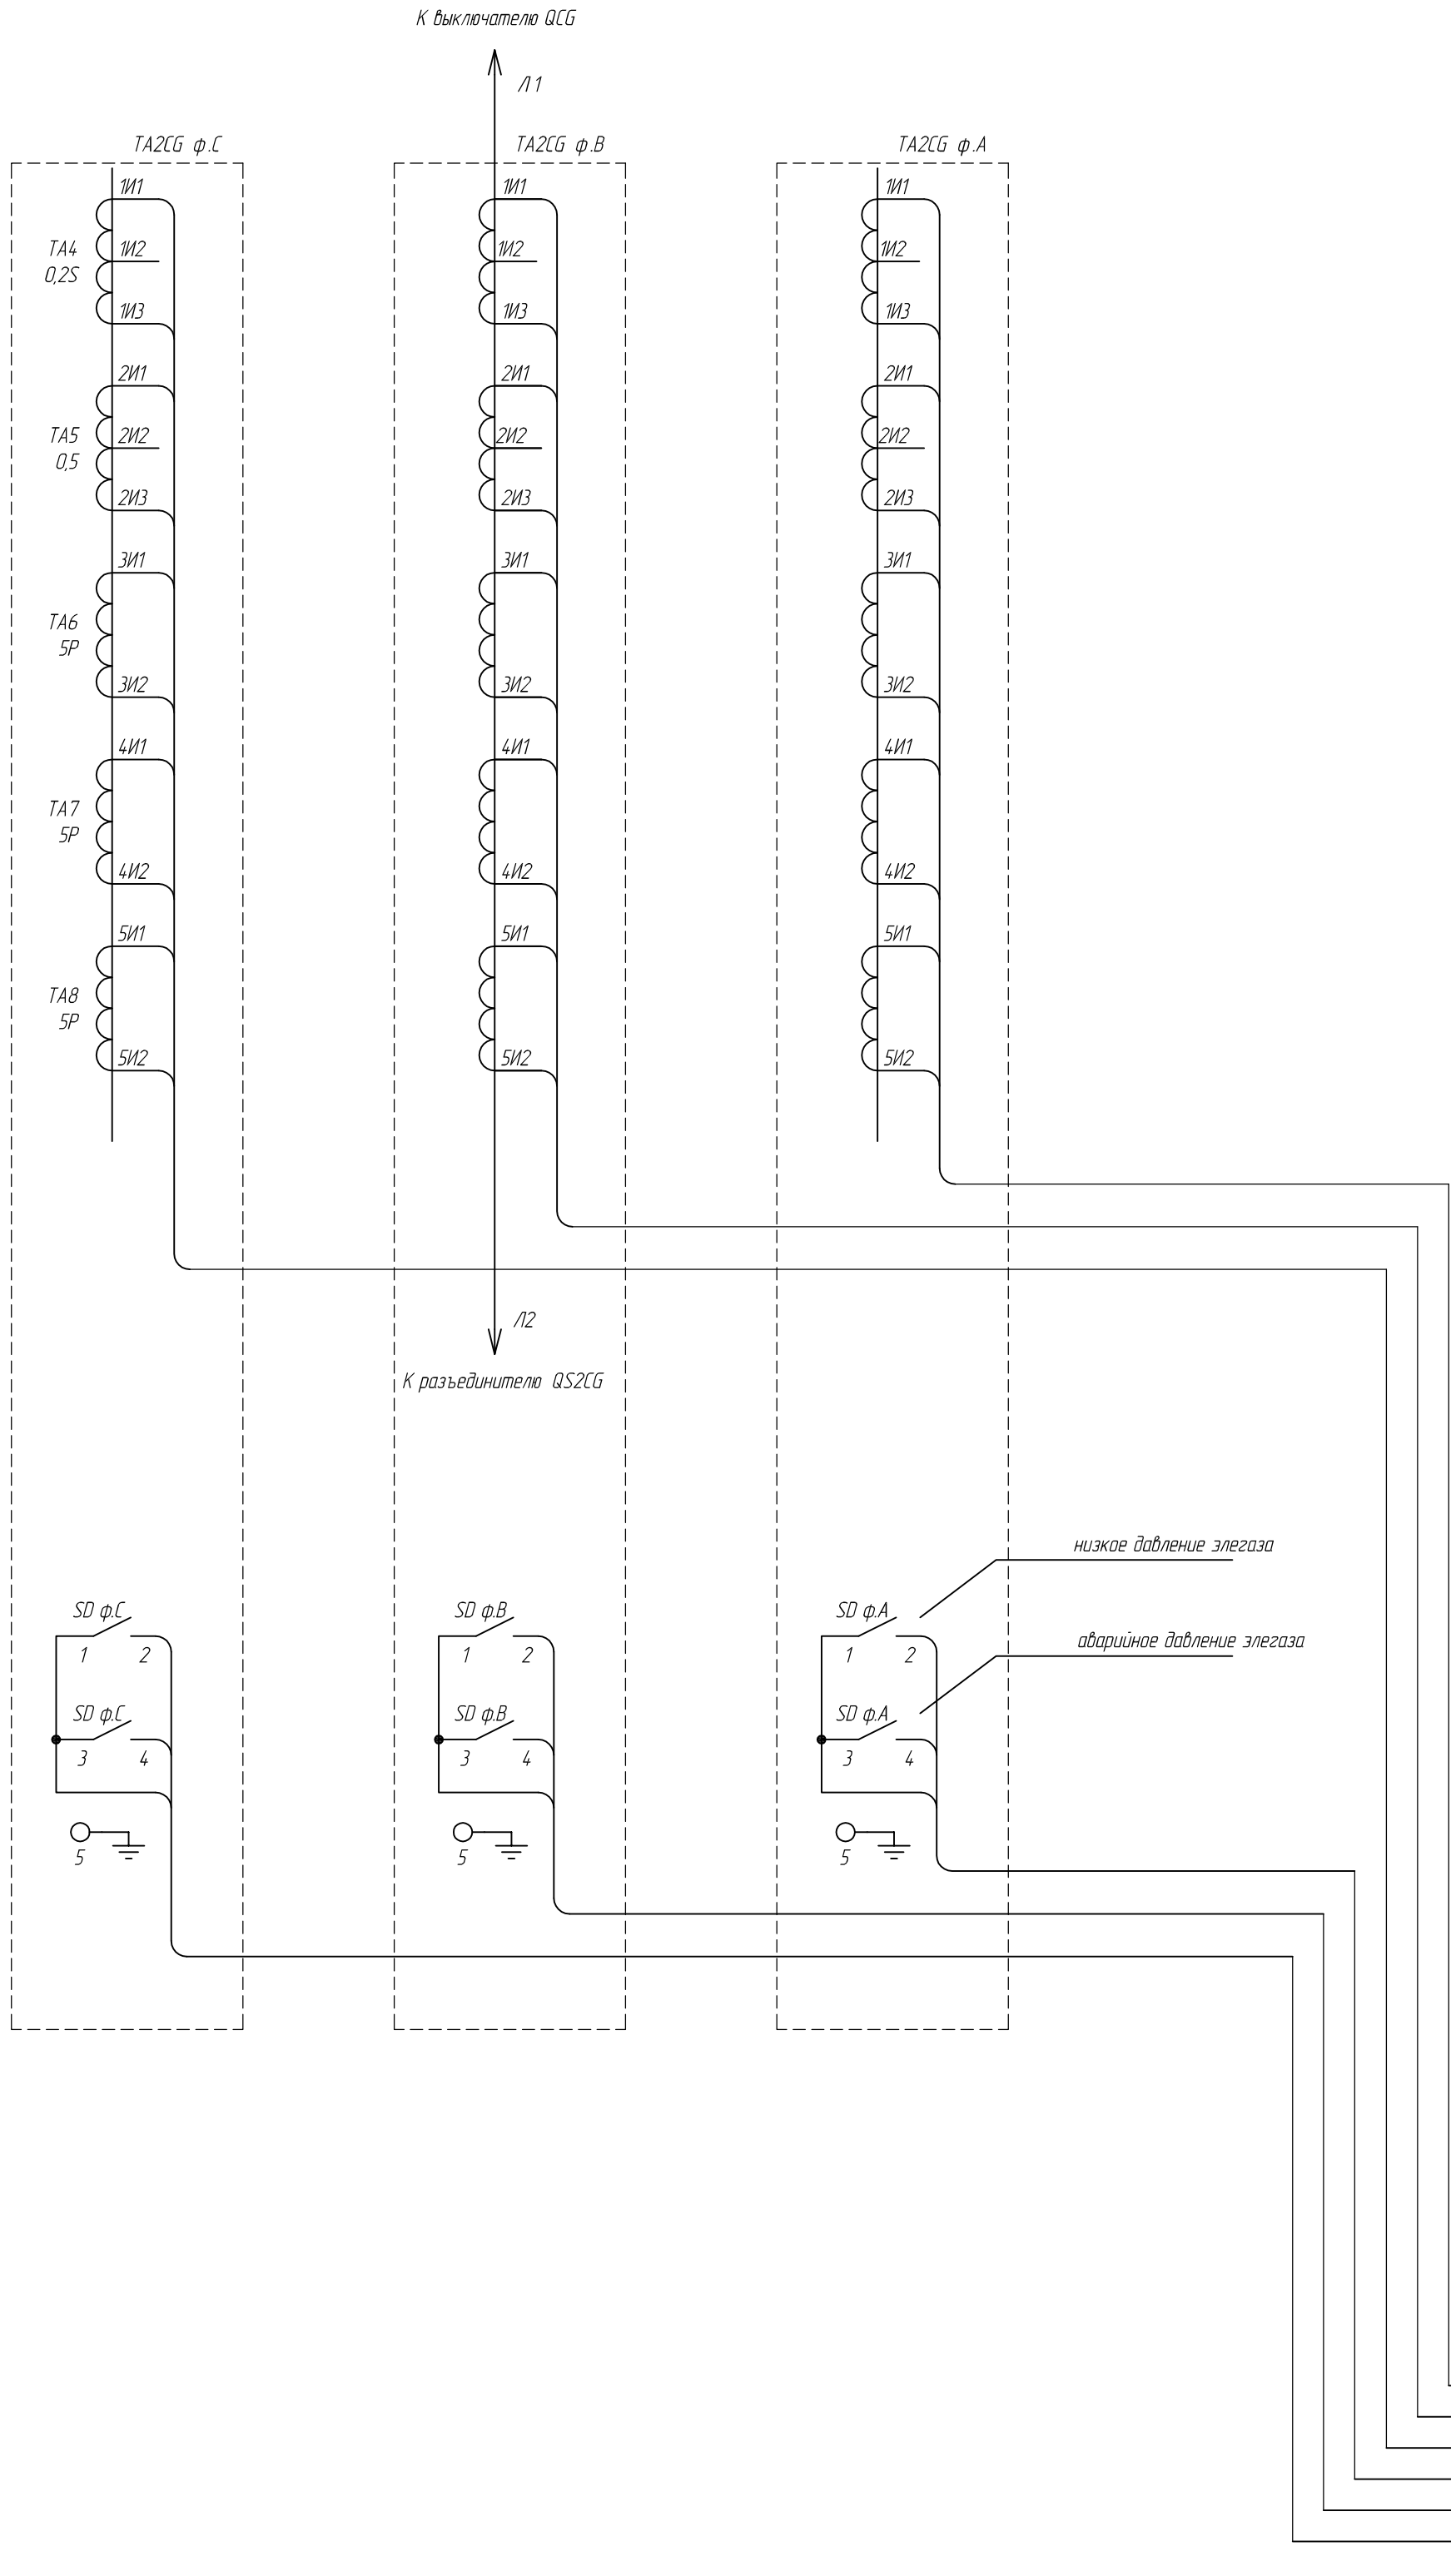 К выключателю QCG
Л1
TA2CG ф.C
TA2CG ф.B
TA2CG ф.A
1И1
1И1
1И1
TA4
0,2S
1И2
1И2
1И2
1И3
1И3
1И3
2И1
2И1
2И1
TA5
0,5
2И2
2И2
2И2
2И3
2И3
2И3
3И1
3И1
3И1
TA6
5P
3И2
3И2
3И2
4И1
4И1
4И1
TA7
5P
4И2
4И2
4И2
5И1
5И1
5И1
TA8
5P
5И2
5И2
5И2
Л2
К разъединителю QS2CG
низкое давление элегаза
SD ф.C
SD ф.B
SD ф.A
1 2
1 2
1 2
аварийное давление элегаза
SD ф.C
SD ф.B
SD ф.A
3 4
3 4
3 4
5
5
5